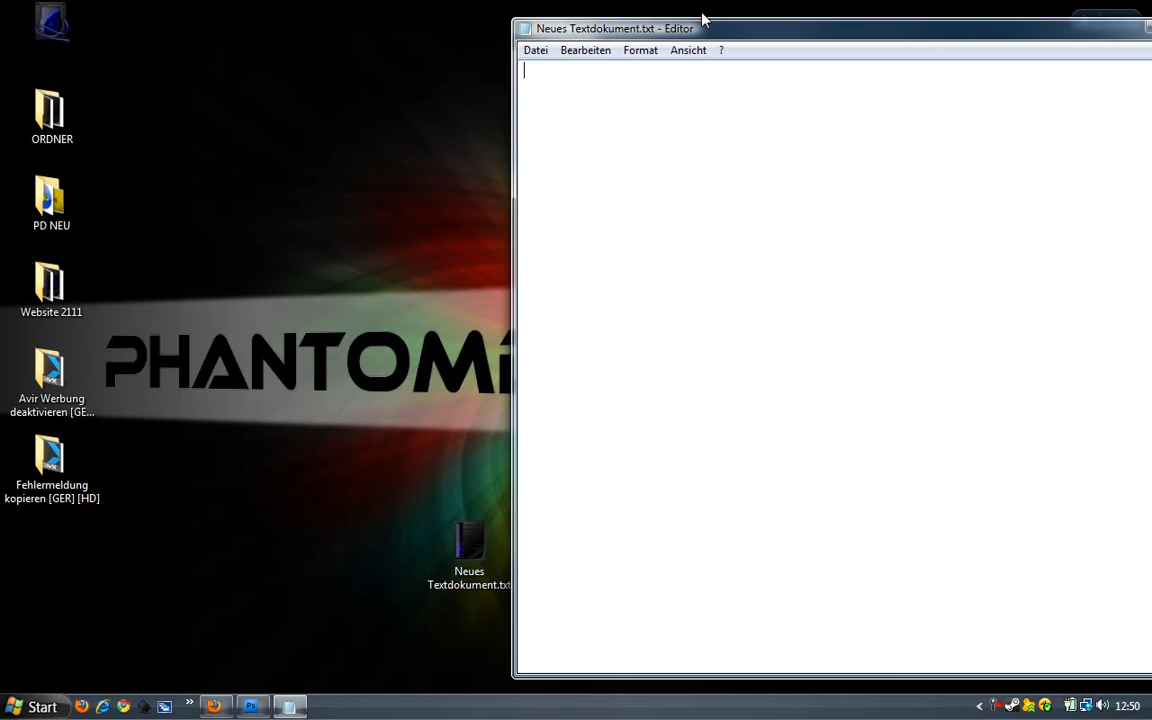 Neues Textdokument.txt - Editor
Datei Bearbeiten Format Ansicht ?
ORDNER
PD NEU
Website 2111
Avir Werbung
deaktivieren [GE...
Fehlermeldung
kopieren [GER] [HD]
PHANTOM
Neues
Textdokument.txt
Start
Ps
12:50